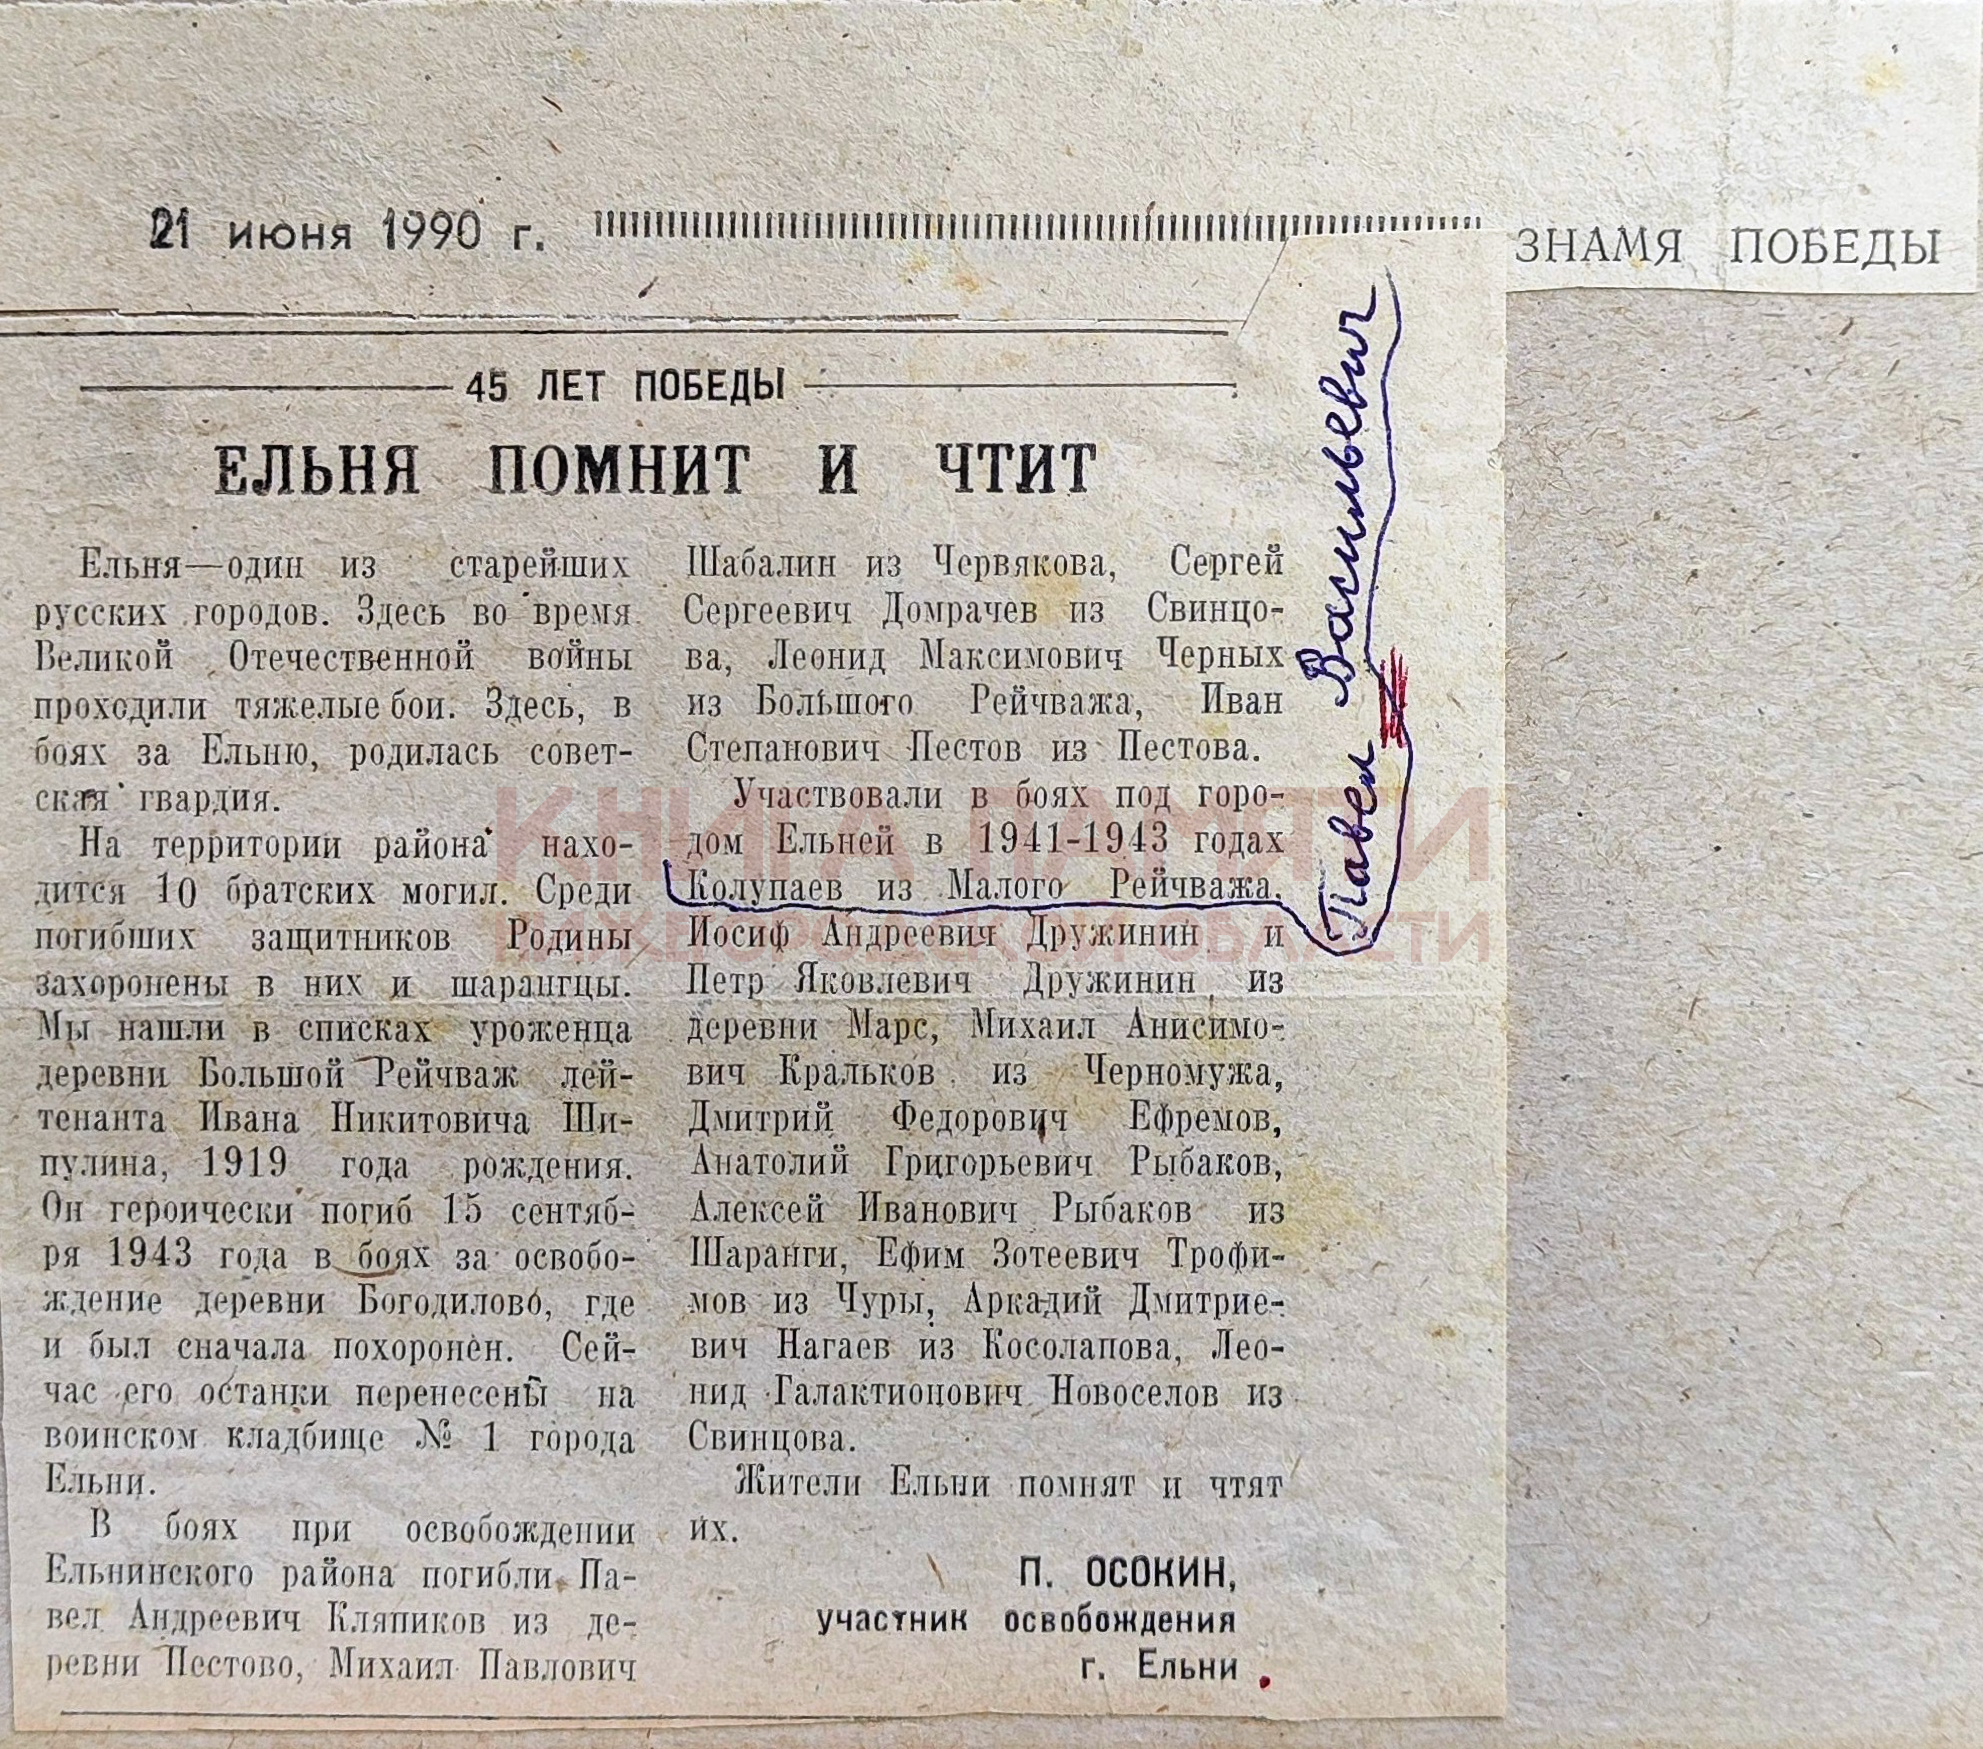 21 июня 1990 г.
ЗНАМЯ ПОБЕДЫ
45 ЛЕТ ПОБЕДЫ
ЕЛЬНЯ ПОМНИТ И ЧТИТ
Ельня—один из старейших
русских городов. Здесь во время
Великой Отечественной войны
проходили тяжелые бои. Здесь, в
боях за Ельню, родилась совет-
ская гвардия.
На территории района нахо-
дится 10 братских могил. Среди
погибших защитников Родины
захоронены в них и шарангцы.
Мы нашли в списках уроженца
деревни Большой Рейчваж лей-
тенанта Ивана Никитовича Ши-
пулина, 1919 года рождения.
Он героически погиб 15 сентяб-
ря 1943 года в боях за освобо-
ждение деревни Богодилово, где
и был сначала похоронен. Сей-
час его останки перенесены на
воинском кладбище № 1 города
Ельни.
В боях при освобождении
Ельнинского района погибли Па-
вел Андреевич Кляпиков из де-
ревни Пестово, Михаил Павлович
Шабалин из Червякова, Сергей
Сергеевич Домрачев из Свинцо-
ва, Леонид Максимович Черных
из Большого Рейчважа, Иван
Степанович Пестов из Пестова.
Участвовали в боях под горо-
дом Ельней в 1941-1943 годах
Колупаев из Малого Рейчважа,
Иосиф Андреевич Дружинин и
Петр Яковлевич Дружинин из
деревни Марс, Михаил Анисимо-
вич Кральков из Черномужа,
Дмитрий Федорович Ефремов,
Анатолий Григорьевич Рыбаков,
Алексей Иванович Рыбаков из
Шаранги, Ефим Зотеевич Трофи-
мов из Чуры, Аркадий Дмитрие-
вич Нагаев из Косолапова, Лео-
нид Галактионович Новоселов из
Свинцова.
Жители Ельни помнят и чтят
их.
П. ОСОКИН,
участник освобождения
г. Ельни
Павел Васильевич
КНИГА ПАМЯТИ
НИЖЕГОРОДСКОЙ ОБЛАСТИ